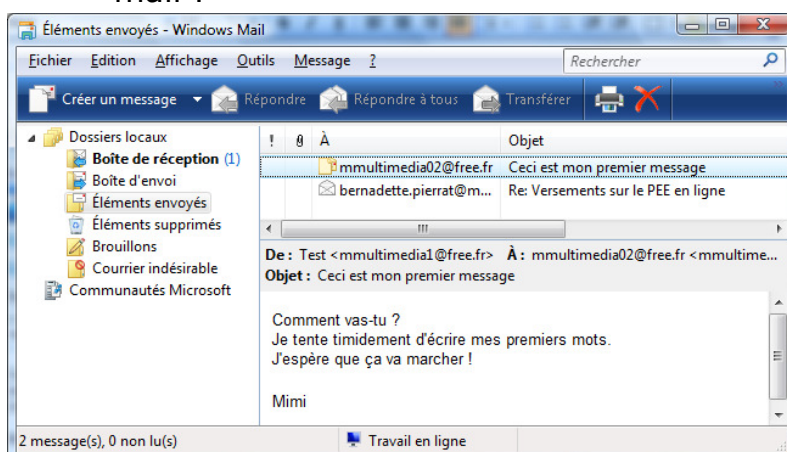 Éléments envoyés - Windows Mail
Fichier Edition Affichage Outils Message ? Rechercher
Créer un message Répondre Répondre à tous Transférer
Dossiers locaux
Boîte de réception (1)
Boîte d'envoi
Éléments envoyés
Éléments supprimés
Brouillons
Courrier indésirable
Communautés Microsoft
! À Objet
mmultimedia02@free.fr Ceci est mon premier message
bernadette.pierrat@m... Re: Versements sur le PEE en ligne
De : Test <mmultimedia1@free.fr> À : mmultimedia02@free.fr <mmultime...
Objet : Ceci est mon premier message
Comment vas-tu ?
Je tente timidement d'écrire mes premiers mots.
J'espère que ça va marcher !
Mimi
2 message(s), 0 non lu(s) Travail en ligne